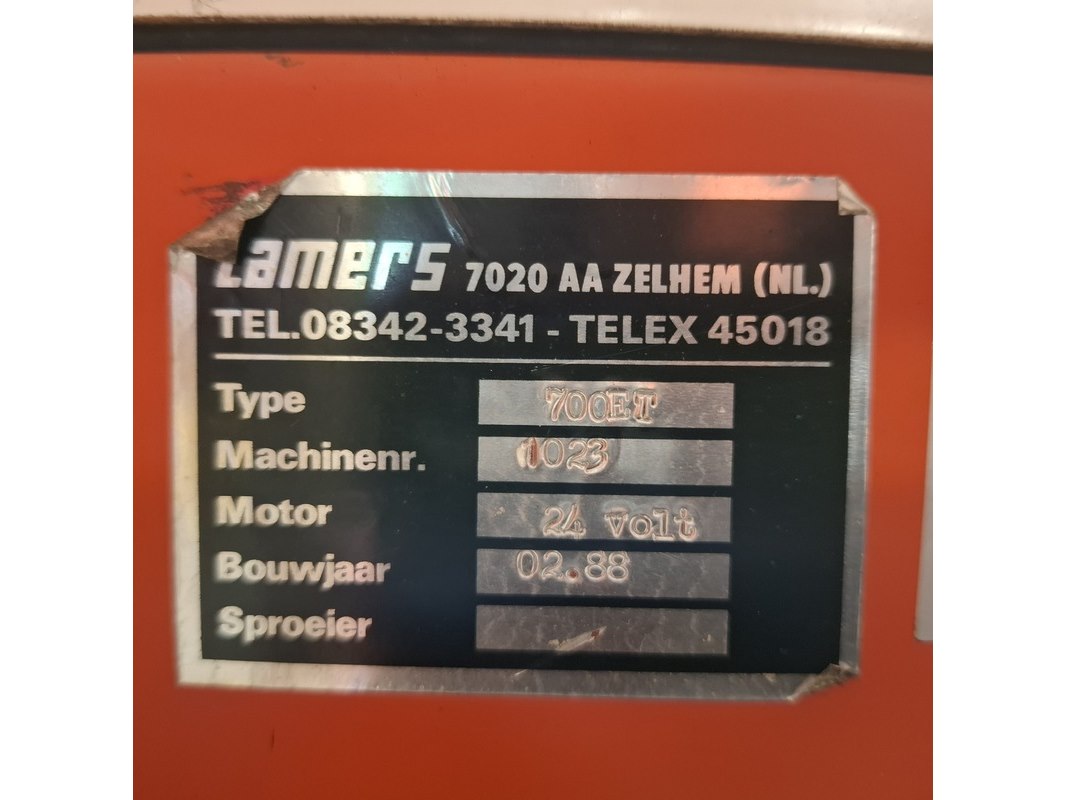 Lamers 7020 AA ZELHEM (NL.)
TEL.08342-3341 - TELEX 45018
Type 700ET
Machinenr. 1023
Motor 24 Volt
Bouwjaar 02.88
Sproeier